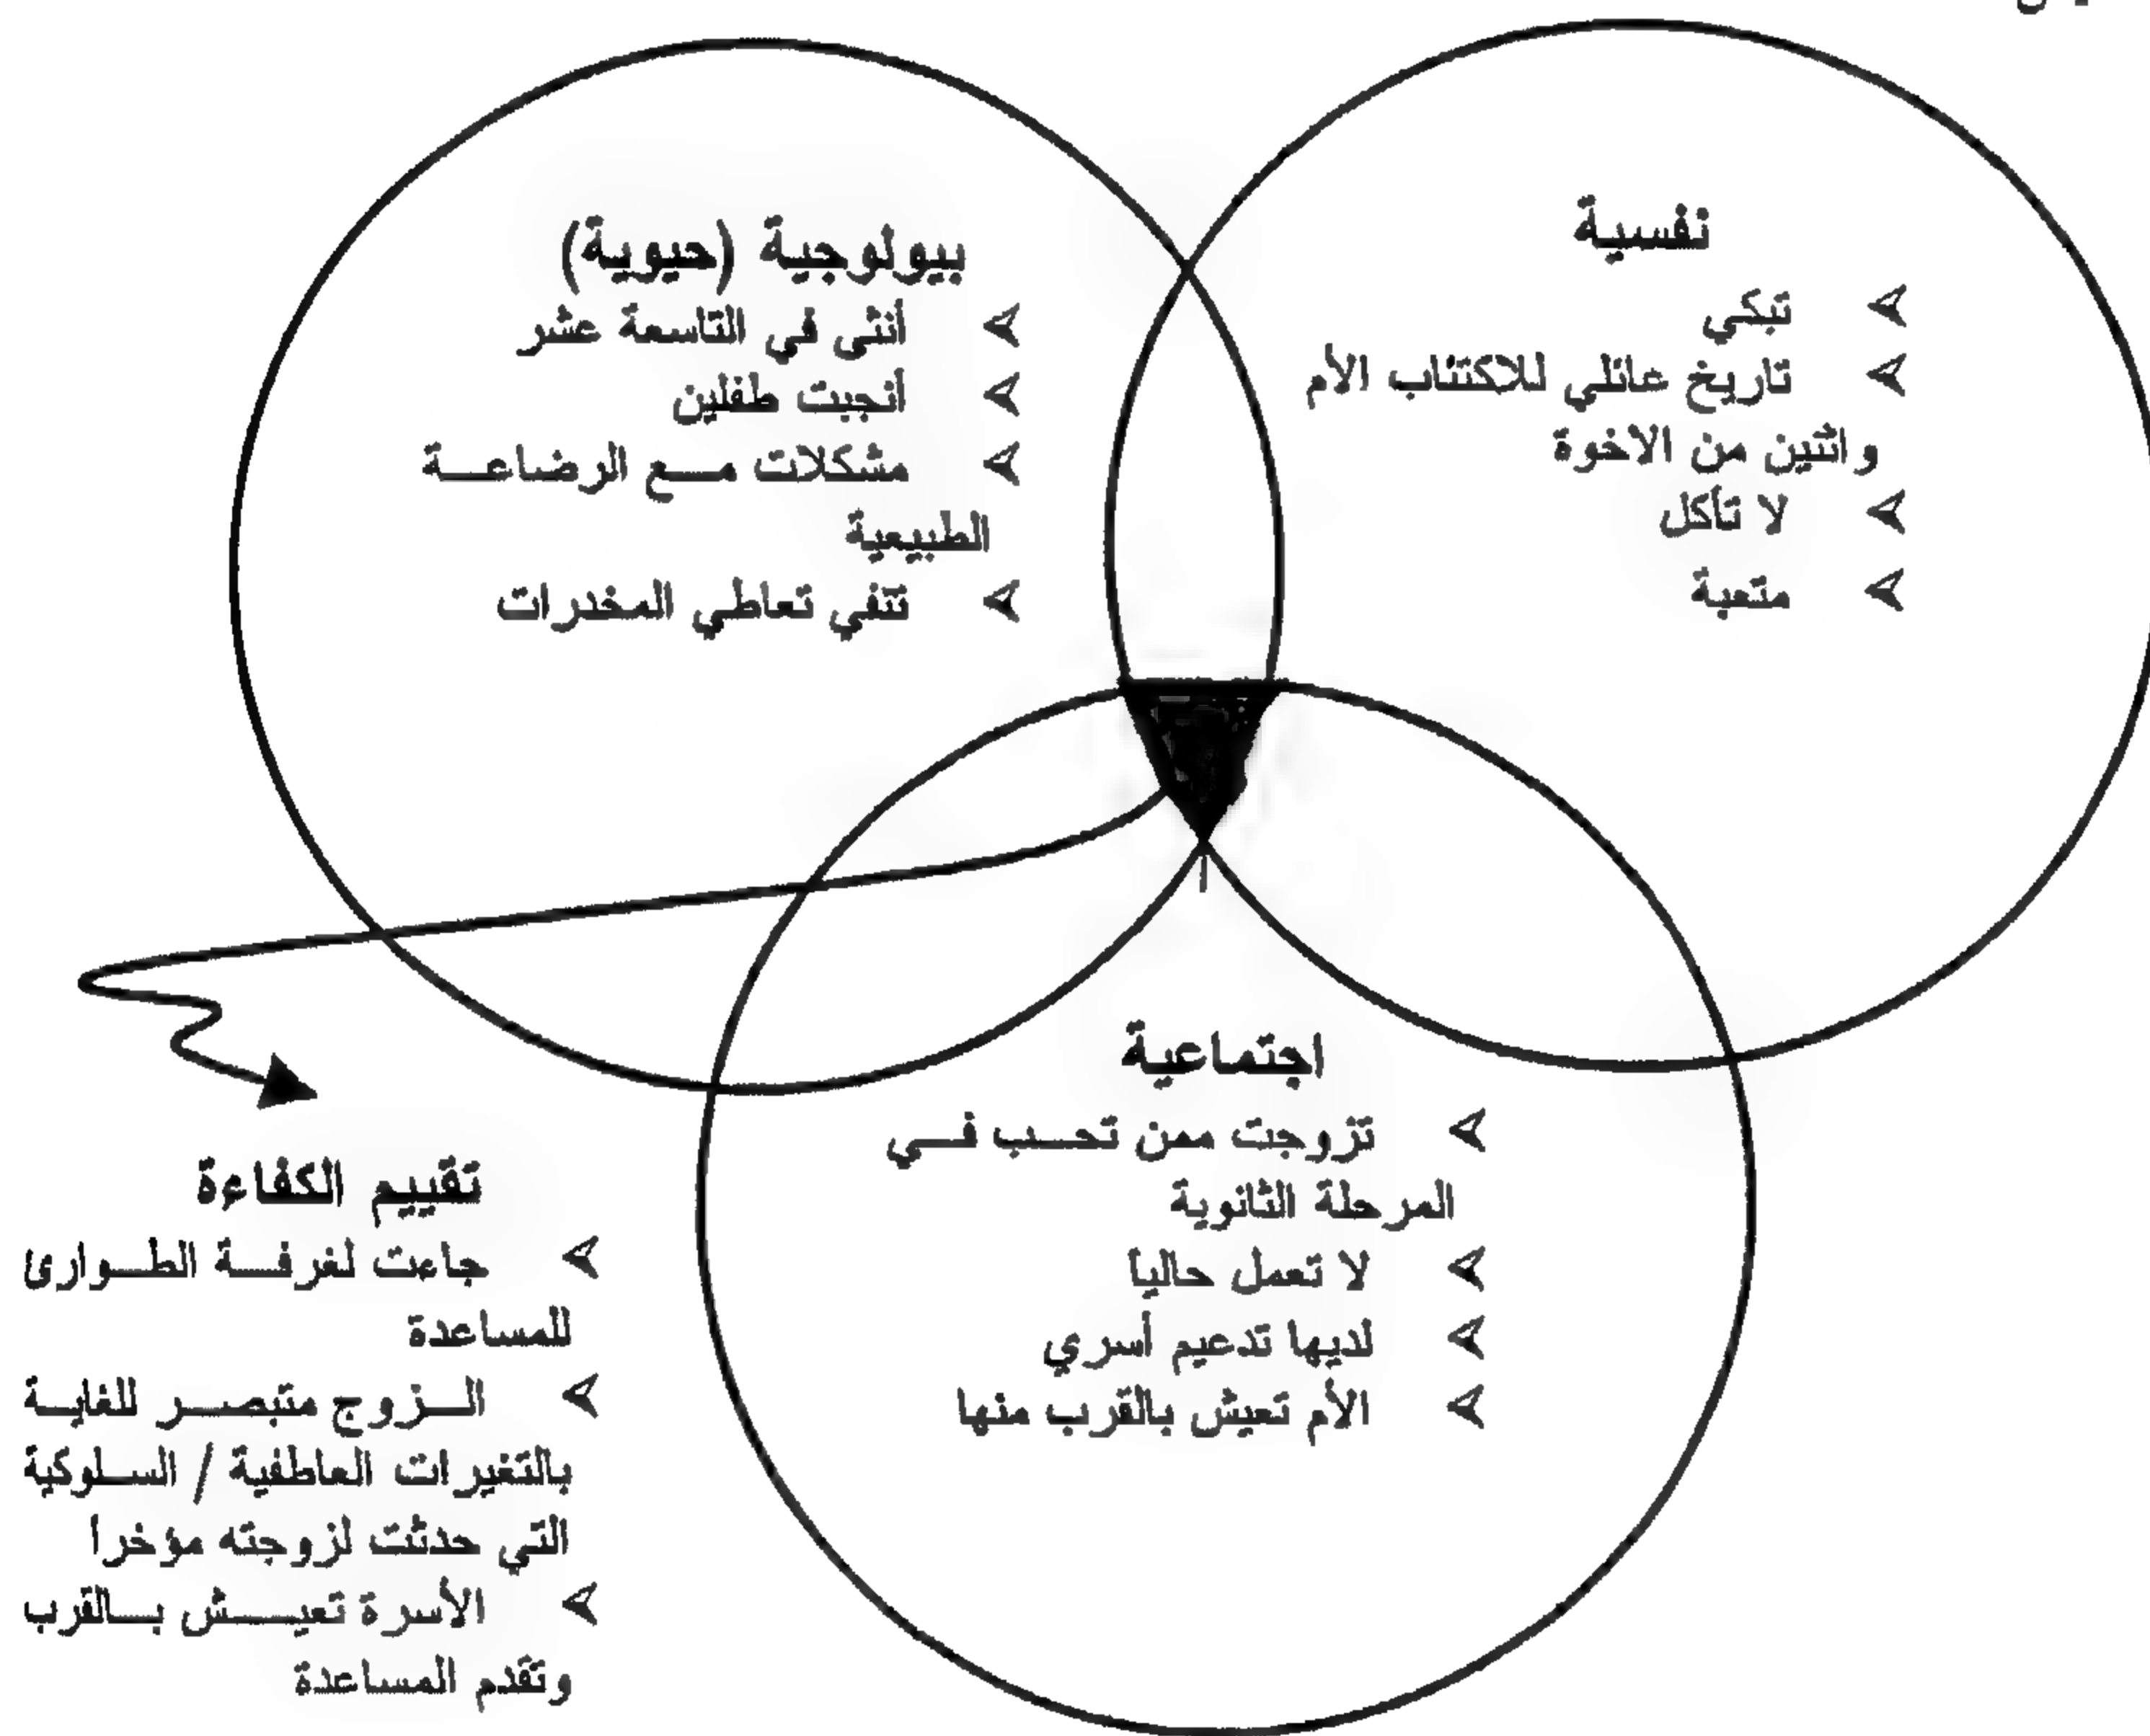 نفسية
➢ تبكي
➢ تاريخ عائلي للاكتئاب الأم
واثنين من الاخوة
➢ لا تأكل
➢ متعبة
بيولوجية (حيوية)
➢ أنثى في التاسعة عشر
➢ أنجبت طفلين
➢ مشكلات مع الرضاعة
الطبيعية
➢ تنفي تعاطي المخدرات
اجتماعية
➢ تزوجت ممن تحب في
المرحلة الثانوية
➢ لا تعمل حاليا
➢ لديها تدعيم أسري
➢ الأم تعيش بالقرب منها
تقييم الكفاءة
➢ جاءت لغرفة الطوارئ
للمساعدة
➢ الزوج متبصر للغاية
بالتغيرات العاطفية / السلوكية
التي حدثت لزوجته مؤخرا
➢ الأسرة تعيش بالقرب
وتقدم المساعدة